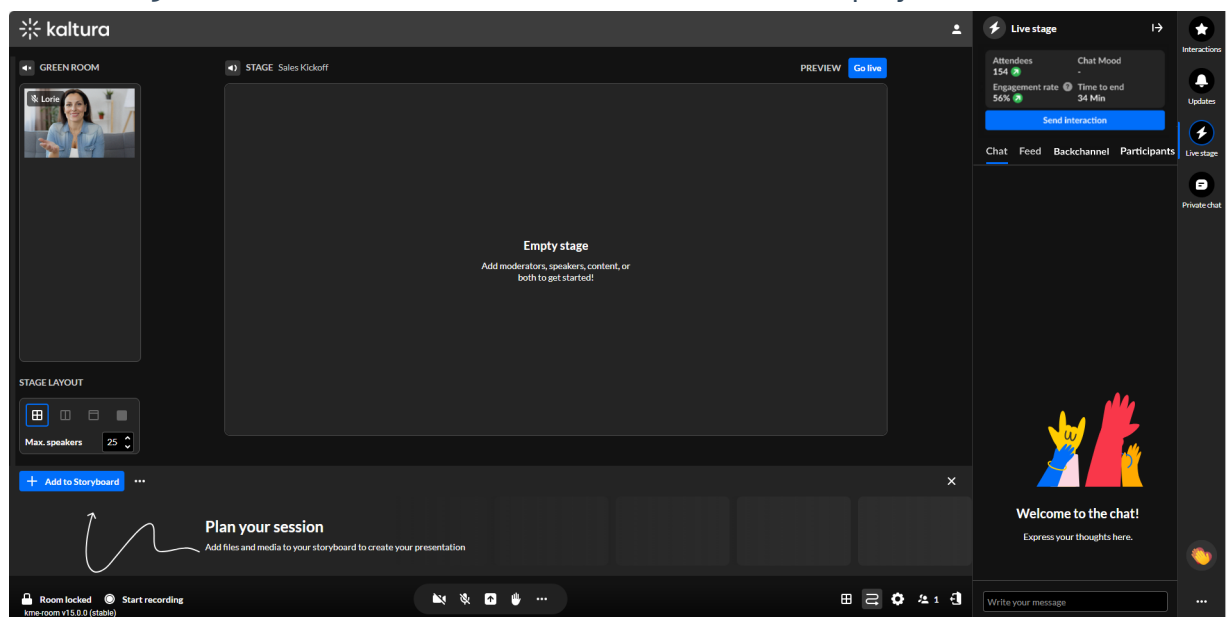 kaltura
GREEN ROOM
Lorie
STAGE Sales Kickoff
PREVIEW Go live
Empty stage
Add moderators, speakers, content, or
both to get started!
STAGE LAYOUT
Max. speakers 25
+ Add to Storyboard
Plan your session
Add files and media to your storyboard to create your presentation
Room locked Start recording
kme-room v15.0.0 (stable)
1
Live stage
Attendees Chat Mood
154 -
Engagement rate ? Time to end
56% 34 Min
Send interaction
Chat Feed Backchannel Participants
Welcome to the chat!
Express your thoughts here.
Write your message
Interactions
Updates
Live stage
Private chat